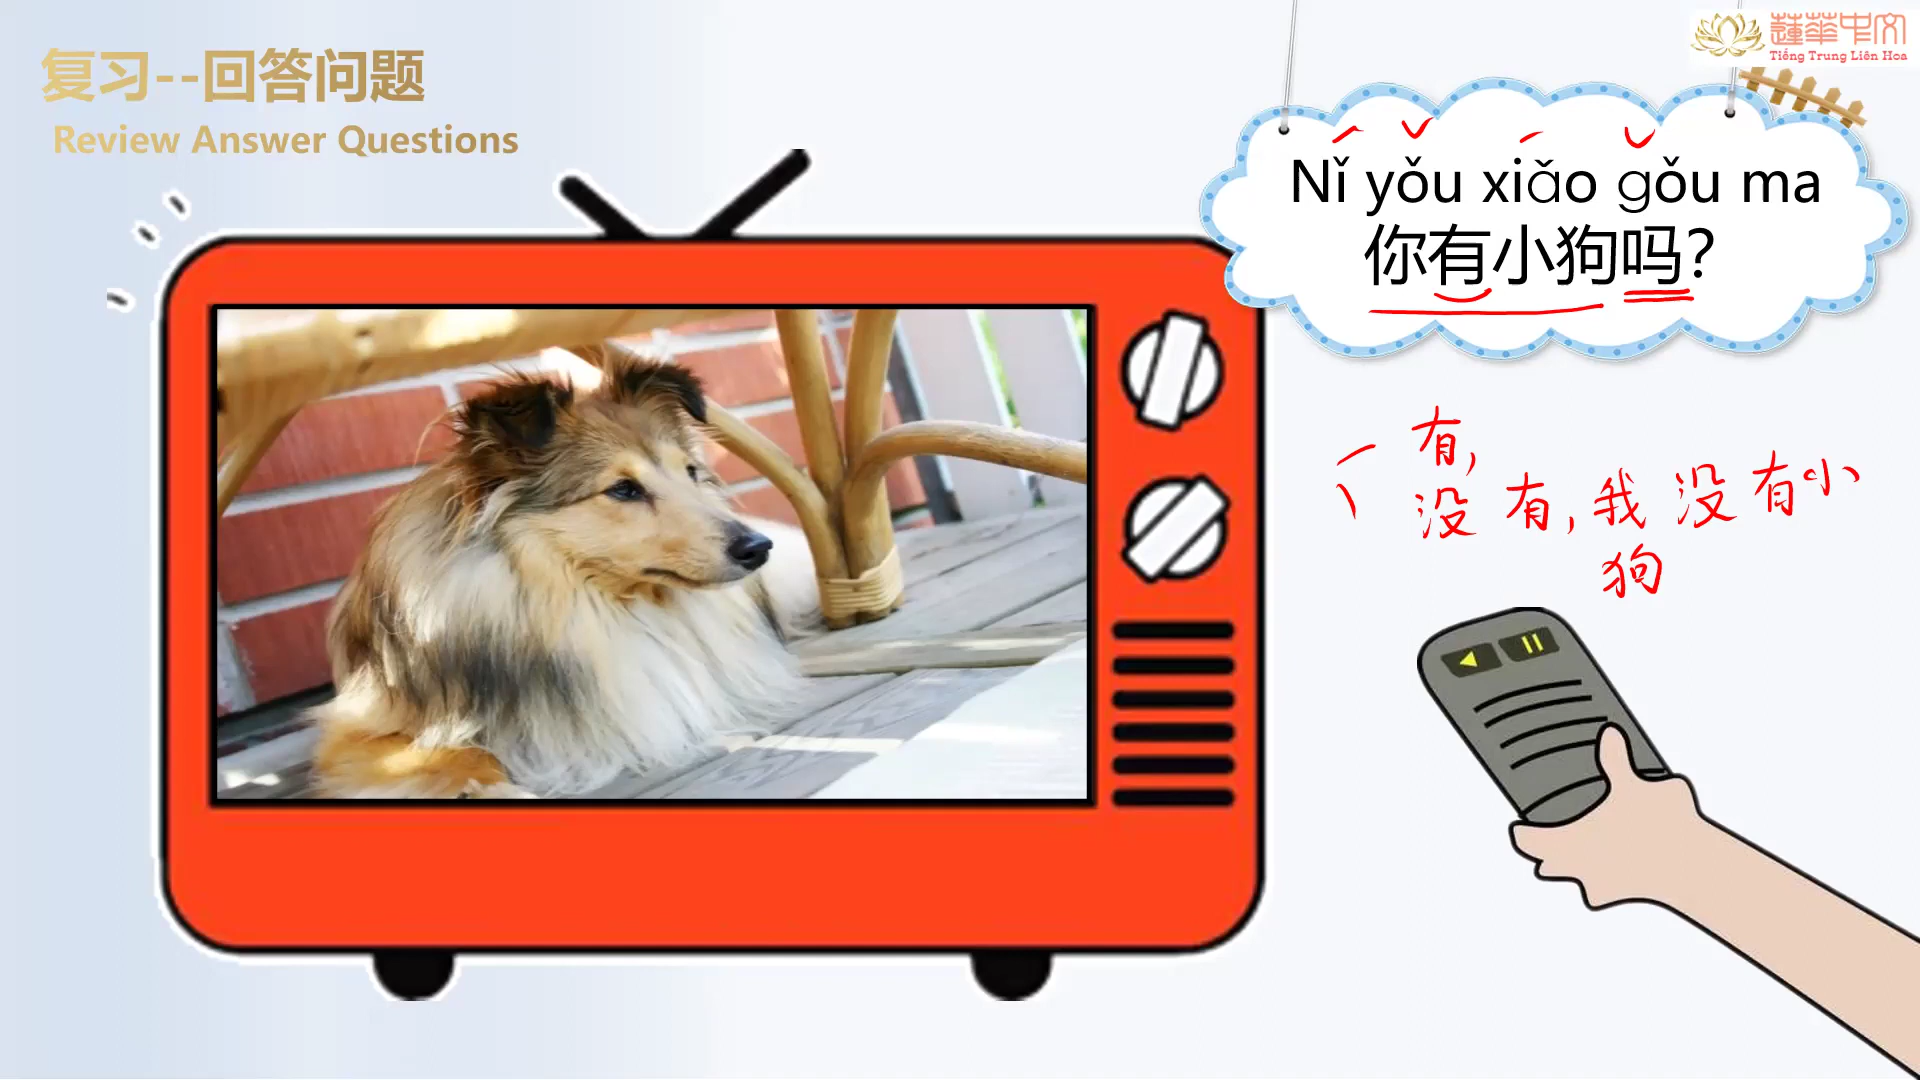 复习--回答问题
Review Answer Questions
蓮華中文
Tiếng Trung Liên Hoa
Nǐ yǒu xiǎo gǒu ma
你有小狗吗?
有,
没有,我没有小
狗